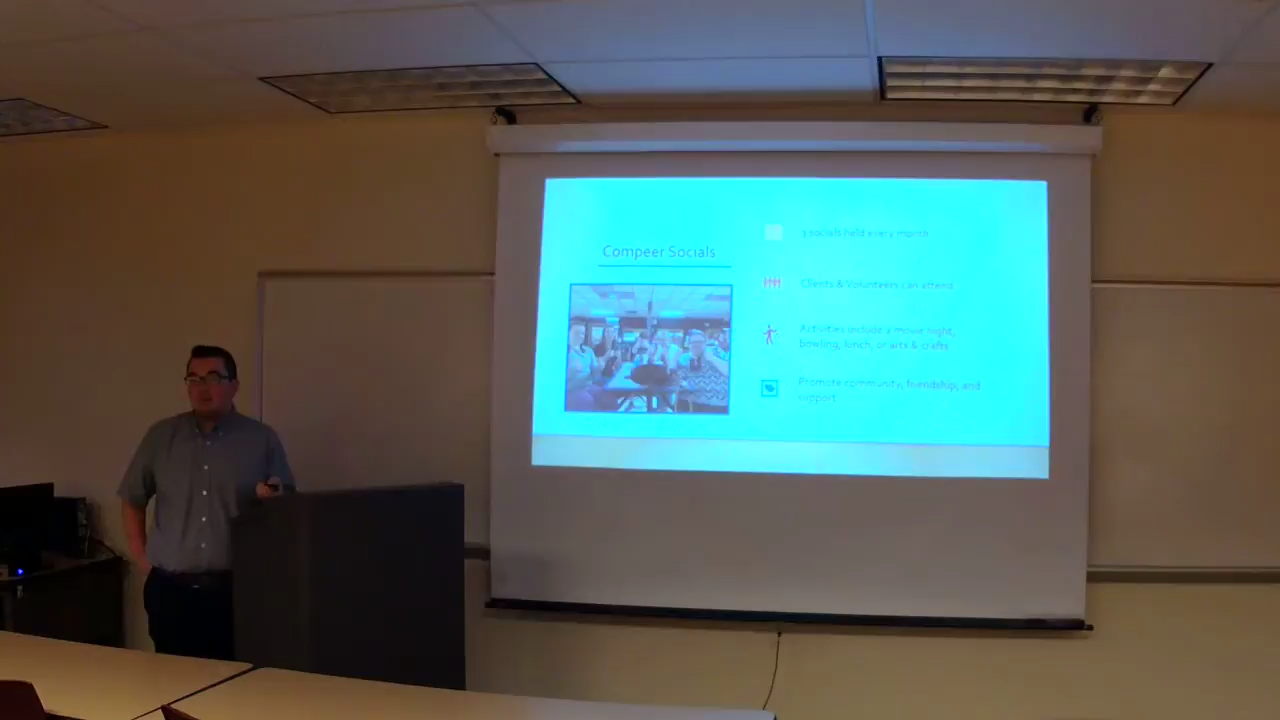 Compeer Socials
3 socials held every month
Clients & Volunteers can attend
Activities include a movie night,
bowling, lunch, or arts & crafts
Promote community, friendship, and
support